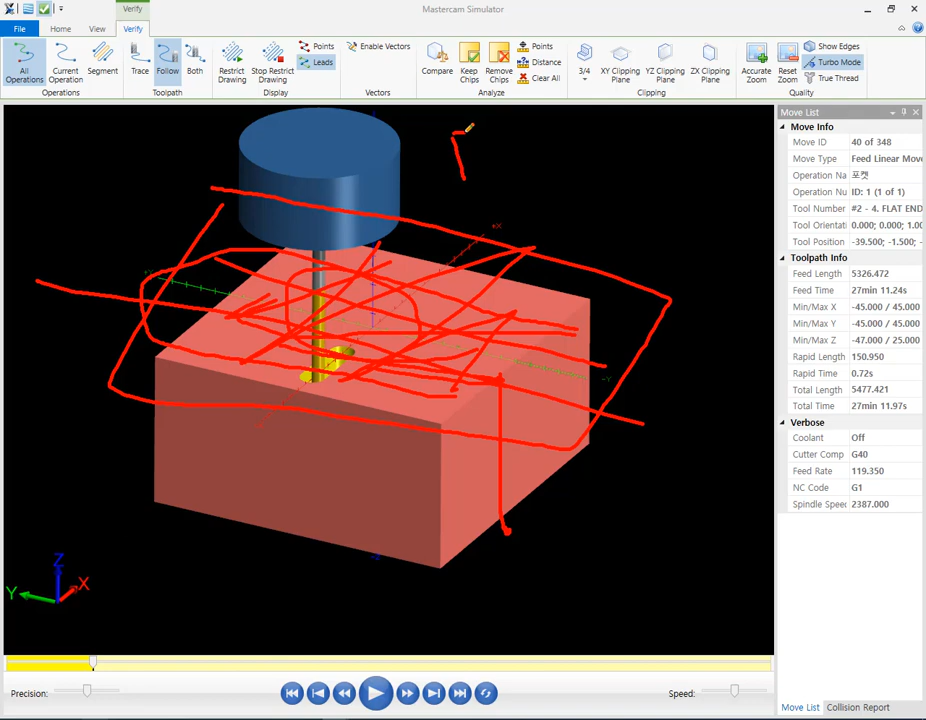 Verify
Mastercam Simulator
File Home View Verify
All Operations
Current Operation
Segment
Operations
Trace
Follow
Both
Toolpath
Restrict Drawing
Stop Restrict Drawing
Points
Leads
Display
Enable Vectors
Vectors
Compare
Keep Chips
Remove Chips
Points
Distance
Clear All
Analyze
3/4
XY Clipping Plane
YZ Clipping Plane
ZX Clipping Plane
Clipping
Accurate Zoom
Reset Zoom
Show Edges
Turbo Mode
True Thread
Quality
Move List
Move Info
Move ID 40 of 348
Move Type Feed Linear Mov
Operation Na 포켓
Operation Nu ID: 1 (1 of 1)
Tool Number #2 - 4. FLAT END
Tool Orientati 0.000; 0.000; 1.00
Tool Position -39.500; -1.500; -
Toolpath Info
Feed Length 5326.472
Feed Time 27min 11.24s
Min/Max X -45.000 / 45.000
Min/Max Y -45.000 / 45.000
Min/Max Z -47.000 / 25.000
Rapid Length 150.950
Rapid Time 0.72s
Total Length 5477.421
Total Time 27min 11.97s
Verbose
Coolant Off
Cutter Comp G40
Feed Rate 119.350
NC Code G1
Spindle Speed 2387.000
+X
-Y
Z
Y
X
Precision:
Speed:
Move List Collision Report